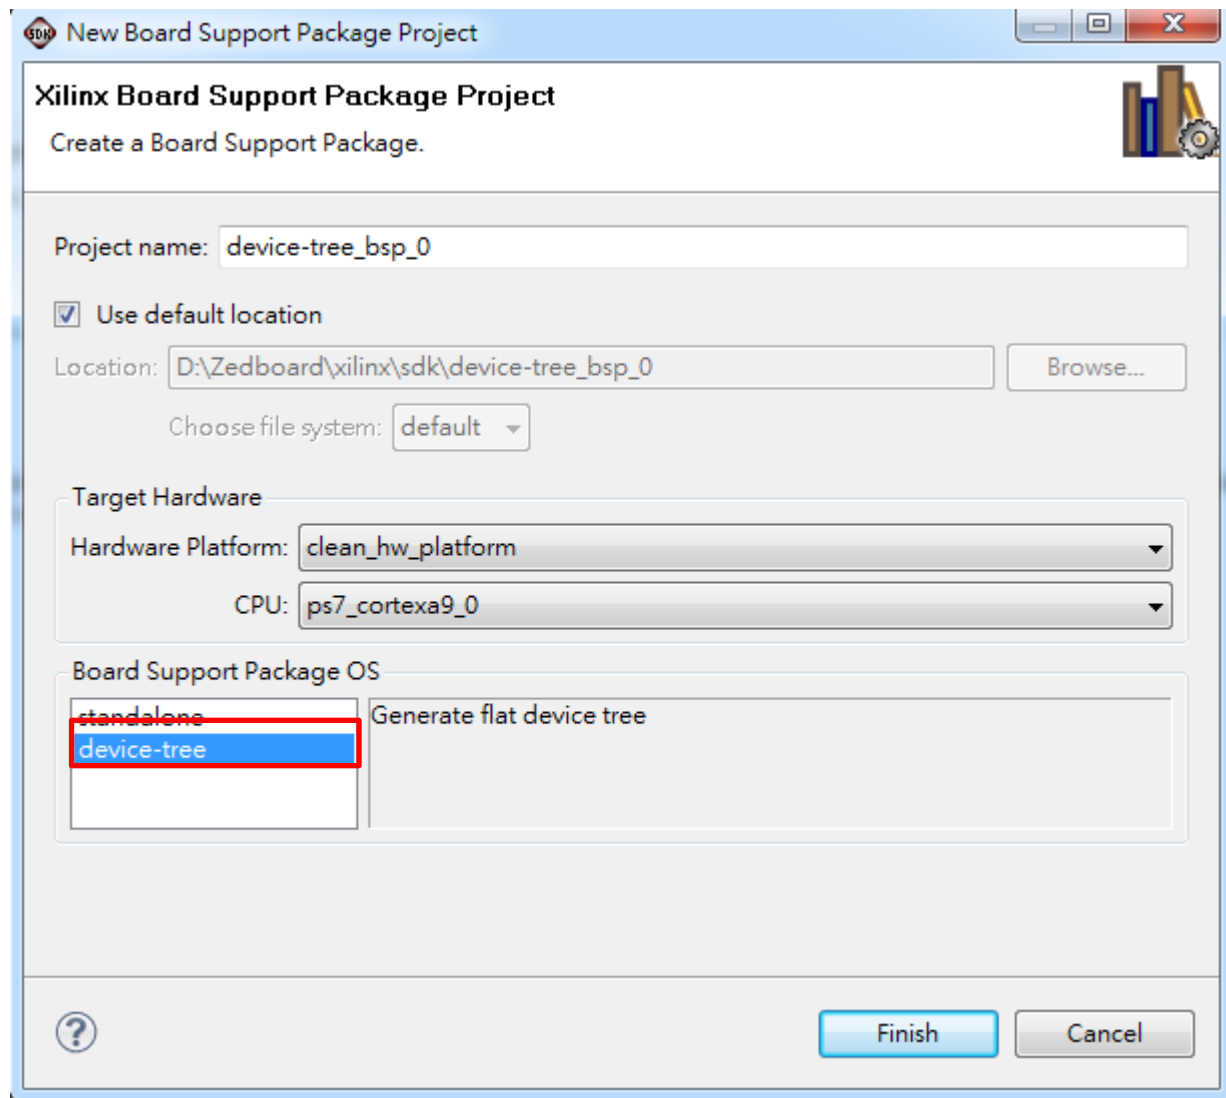 SDK New Board Support Package Project
Xilinx Board Support Package Project
Create a Board Support Package.
Project name: device-tree_bsp_0
Use default location
Location: D:\Zedboard\xilinx\sdk\device-tree_bsp_0 Browse...
Choose file system: default
Target Hardware
Hardware Platform: clean_hw_platform
CPU: ps7_cortexa9_0
Board Support Package OS
standalone Generate flat device tree
device-tree
? Finish Cancel